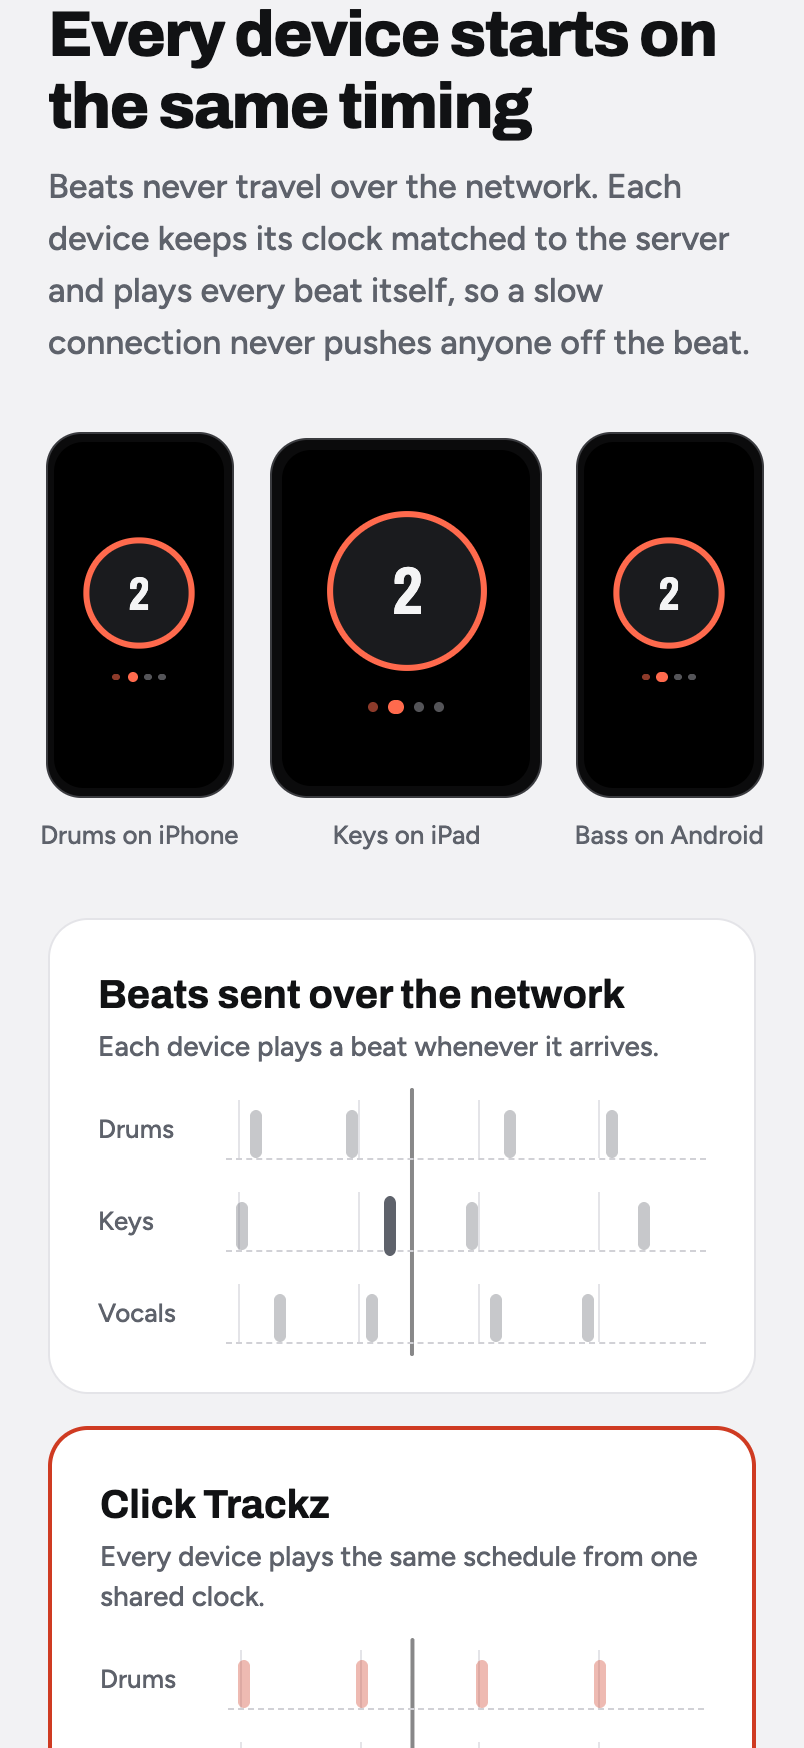 Every device starts on
the same timing
Beats never travel over the network. Each
device keeps its clock matched to the server
and plays every beat itself, so a slow
connection never pushes anyone off the beat.
2
2
2
Drums on iPhone
Keys on iPad
Bass on Android
Beats sent over the network
Each device plays a beat whenever it arrives.
Drums
Keys
Vocals
Click Trackz
Every device plays the same schedule from one
shared clock.
Drums